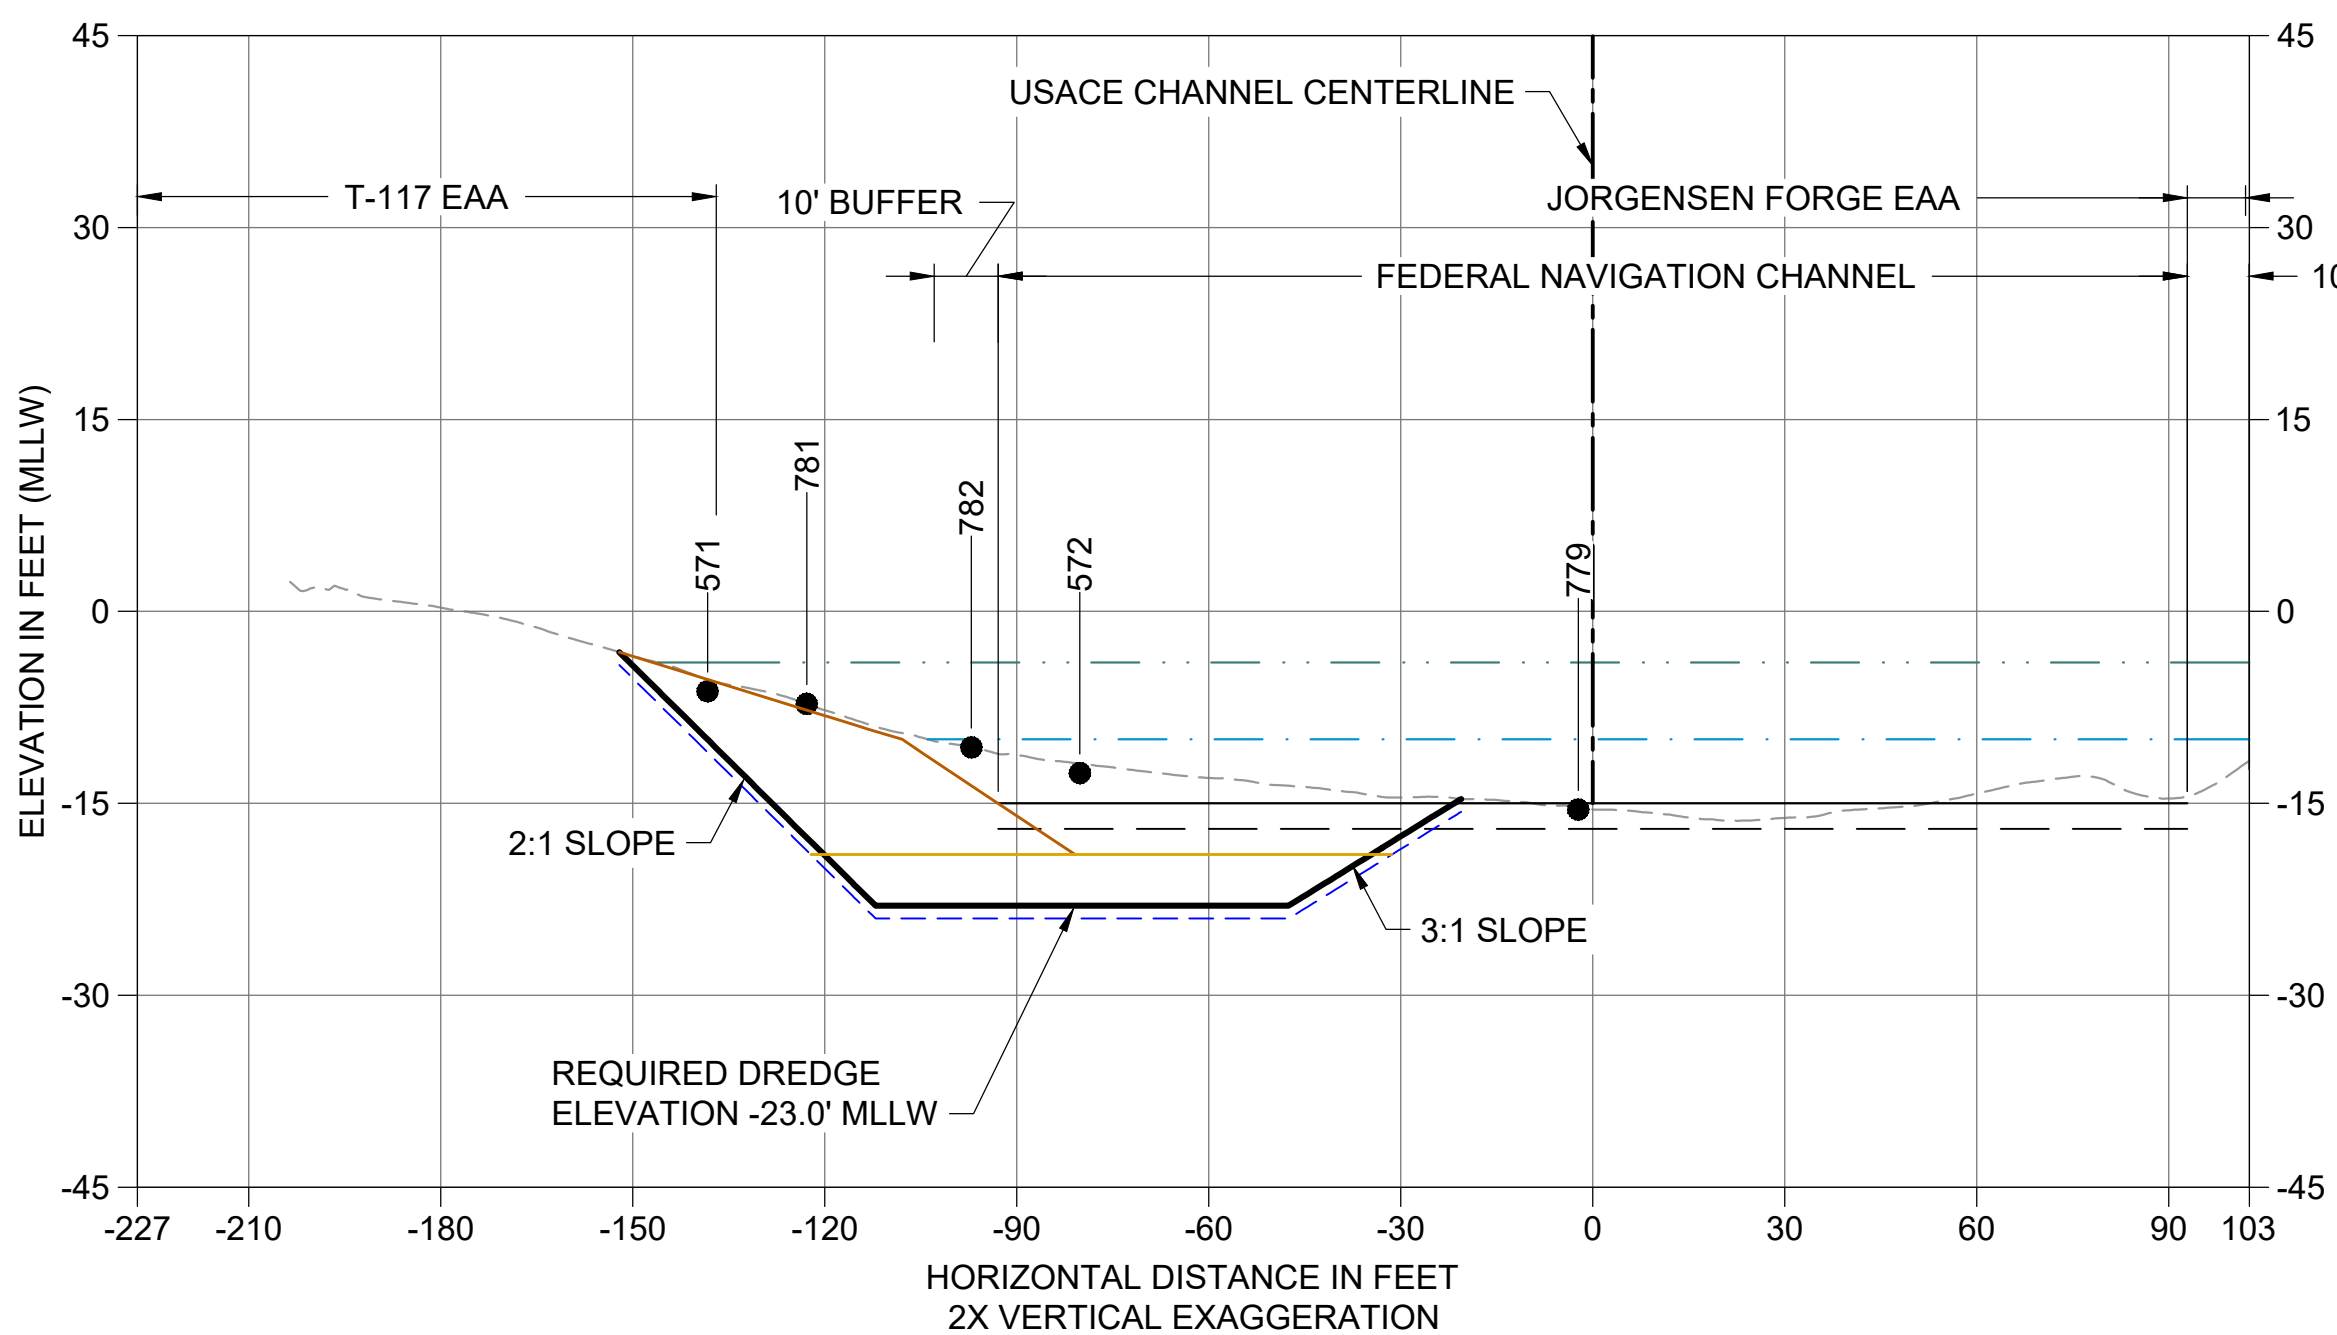 45
45
USACE CHANNEL CENTERLINE
T-117 EAA
10' BUFFER
JORGENSEN FORGE EAA
30
30
FEDERAL NAVIGATION CHANNEL
10
15
15
781
782
571
572
779
ELEVATION IN FEET (MLLW)
0
0
-15
-15
2:1 SLOPE
3:1 SLOPE
-30
-30
REQUIRED DREDGE
ELEVATION -23.0' MLLW
-45
-45
-227 -210 -180 -150 -120 -90 -60 -30 0 30 60 90 103
HORIZONTAL DISTANCE IN FEET
2X VERTICAL EXAGGERATION